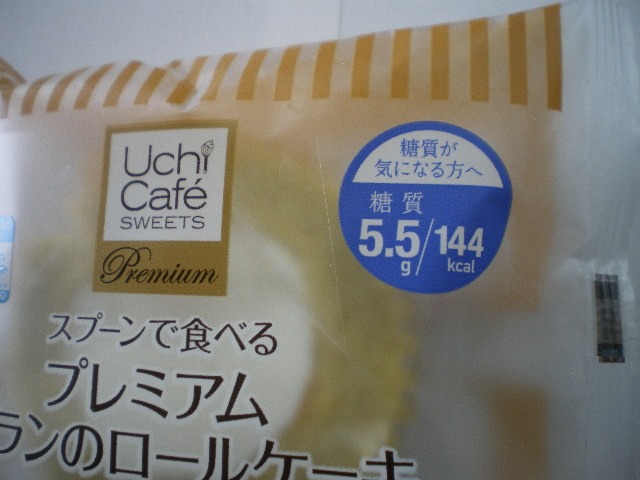 Uchi
Café
SWEETS
Premium
糖質が
気になる方へ
糖質
5.5g/144kcal
スプーンで食べる
プレミアム
ランのロールケーキ